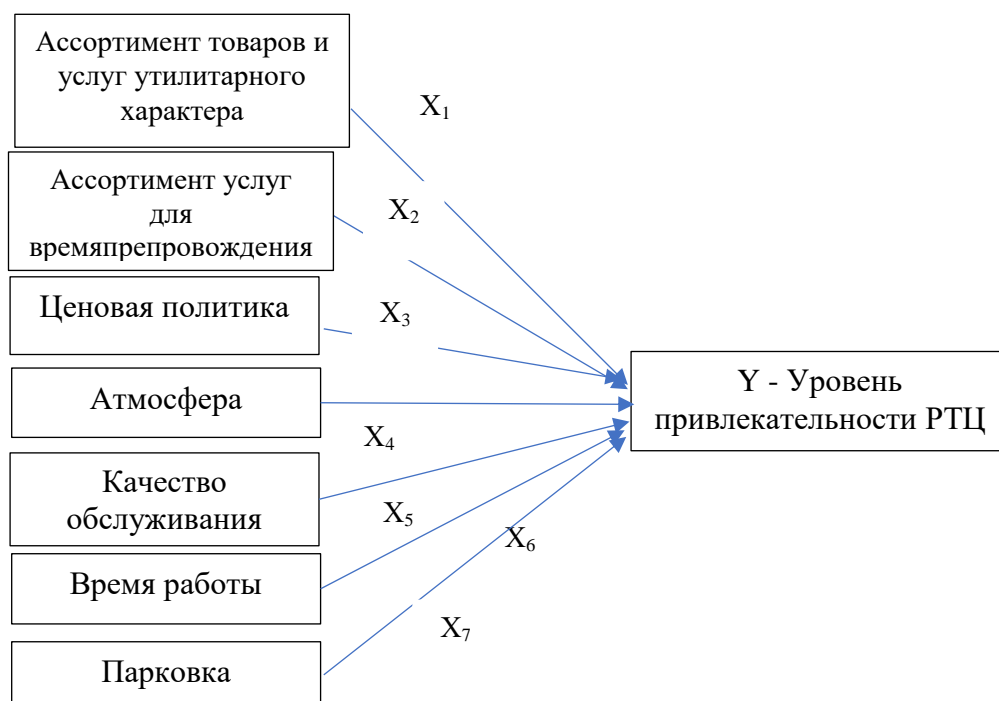 Ассортимент товаров и
услуг утилитарного
характера
X₁
Ассортимент услуг
для
времяпрепровождения
X₂
Ценовая политика
X₃
Y - Уровень
привлекательности РТЦ
Атмосфера
X₄
Качество
обслуживания
X₅
X₆
Время работы
X₇
Парковка